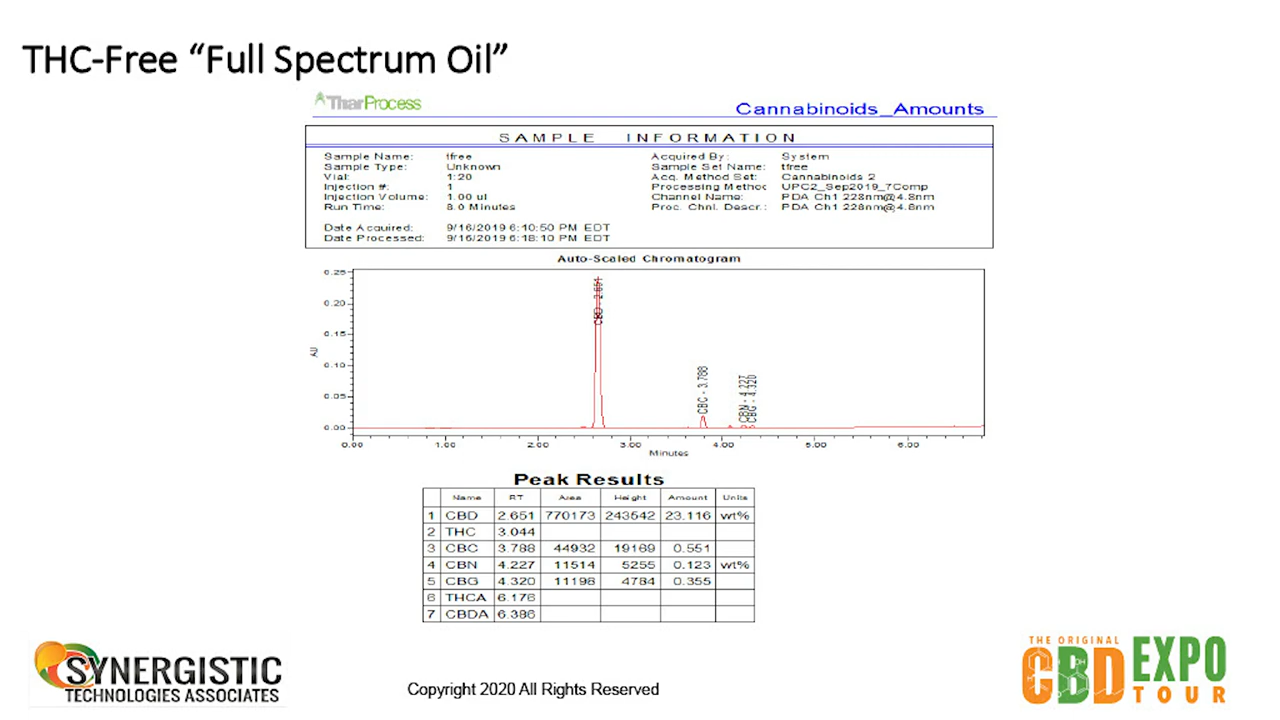 THC-Free “Full Spectrum Oil”
TharProcess
Cannabinoids_Amounts
SAMPLE INFORMATION
Sample Name: tfree
Sample Type: Unknown
Vial: 1:20
Injection #: 1
Injection Volume: 1.00 ul
Run Time: 8.0 Minutes
Date Acquired: 9/16/2019 6:10:50 PM EDT
Date Processed: 9/16/2019 6:18:10 PM EDT
Acquired By: System
Sample Set Name: tfree
Acq. Method Set: Cannabinoids 2
Processing Method UPC2_Sep2019_7Comp
Channel Name: PDA Ch1 228nm@4.8nm
Proc. Chnl. Descr.: PDA Ch1 228nm@4.8nm
Auto-Scaled Chromatogram
AU
0.25
0.20
0.15
0.10
0.05
0.00
CBD - 2.651
CBC - 3.788
CBN - 4.227
CBG - 4.320
0.00 1.00 2.00 3.00 4.00 5.00 6.00
Minutes
Peak Results
Name RT Area Height Amount Units
1 CBD 2.651 770173 243542 23.116 wt%
2 THC 3.044
3 CBC 3.788 44932 19169 0.551
4 CBN 4.227 11514 5255 0.123 wt%
5 CBG 4.320 11198 4784 0.355
6 THCA 6.176
7 CBDA 6.386
SYNERGISTIC
TECHNOLOGIES ASSOCIATES
Copyright 2020 All Rights Reserved
THE ORIGINAL
CBD EXPO
TOUR